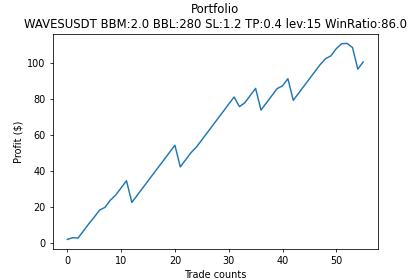 Portfolio
WAVESUSDT BBM:2.0 BBL:280 SL:1.2 TP:0.4 lev:15 WinRatio:86.0
100
80
60
40
20
0
Profit ($)
0 10 20 30 40 50
Trade counts